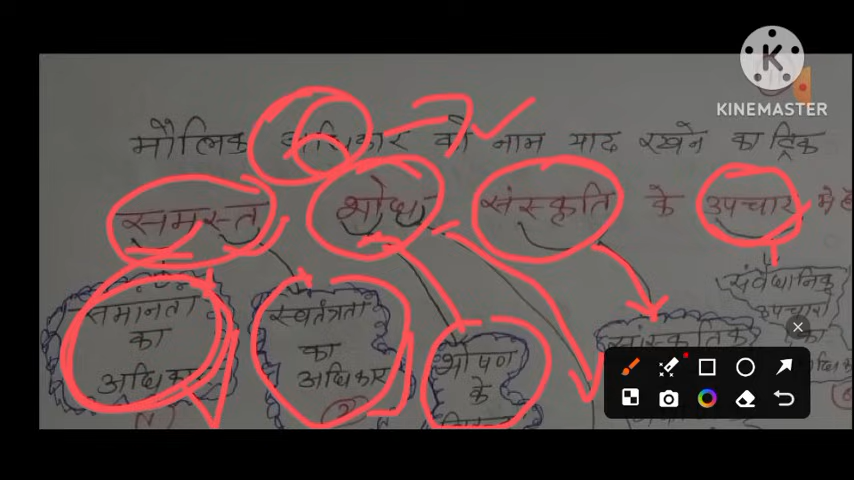 KINEMASTER
मौलिक अधिकार को नाम याद रखने का ट्रिक
समस्त शोध संस्कृति के उपचार मे
समानता का अधिकार
स्वतंत्रता का अधिकार
शोषण के
सांस्कृतिक
संवैधानिक उपचारों का